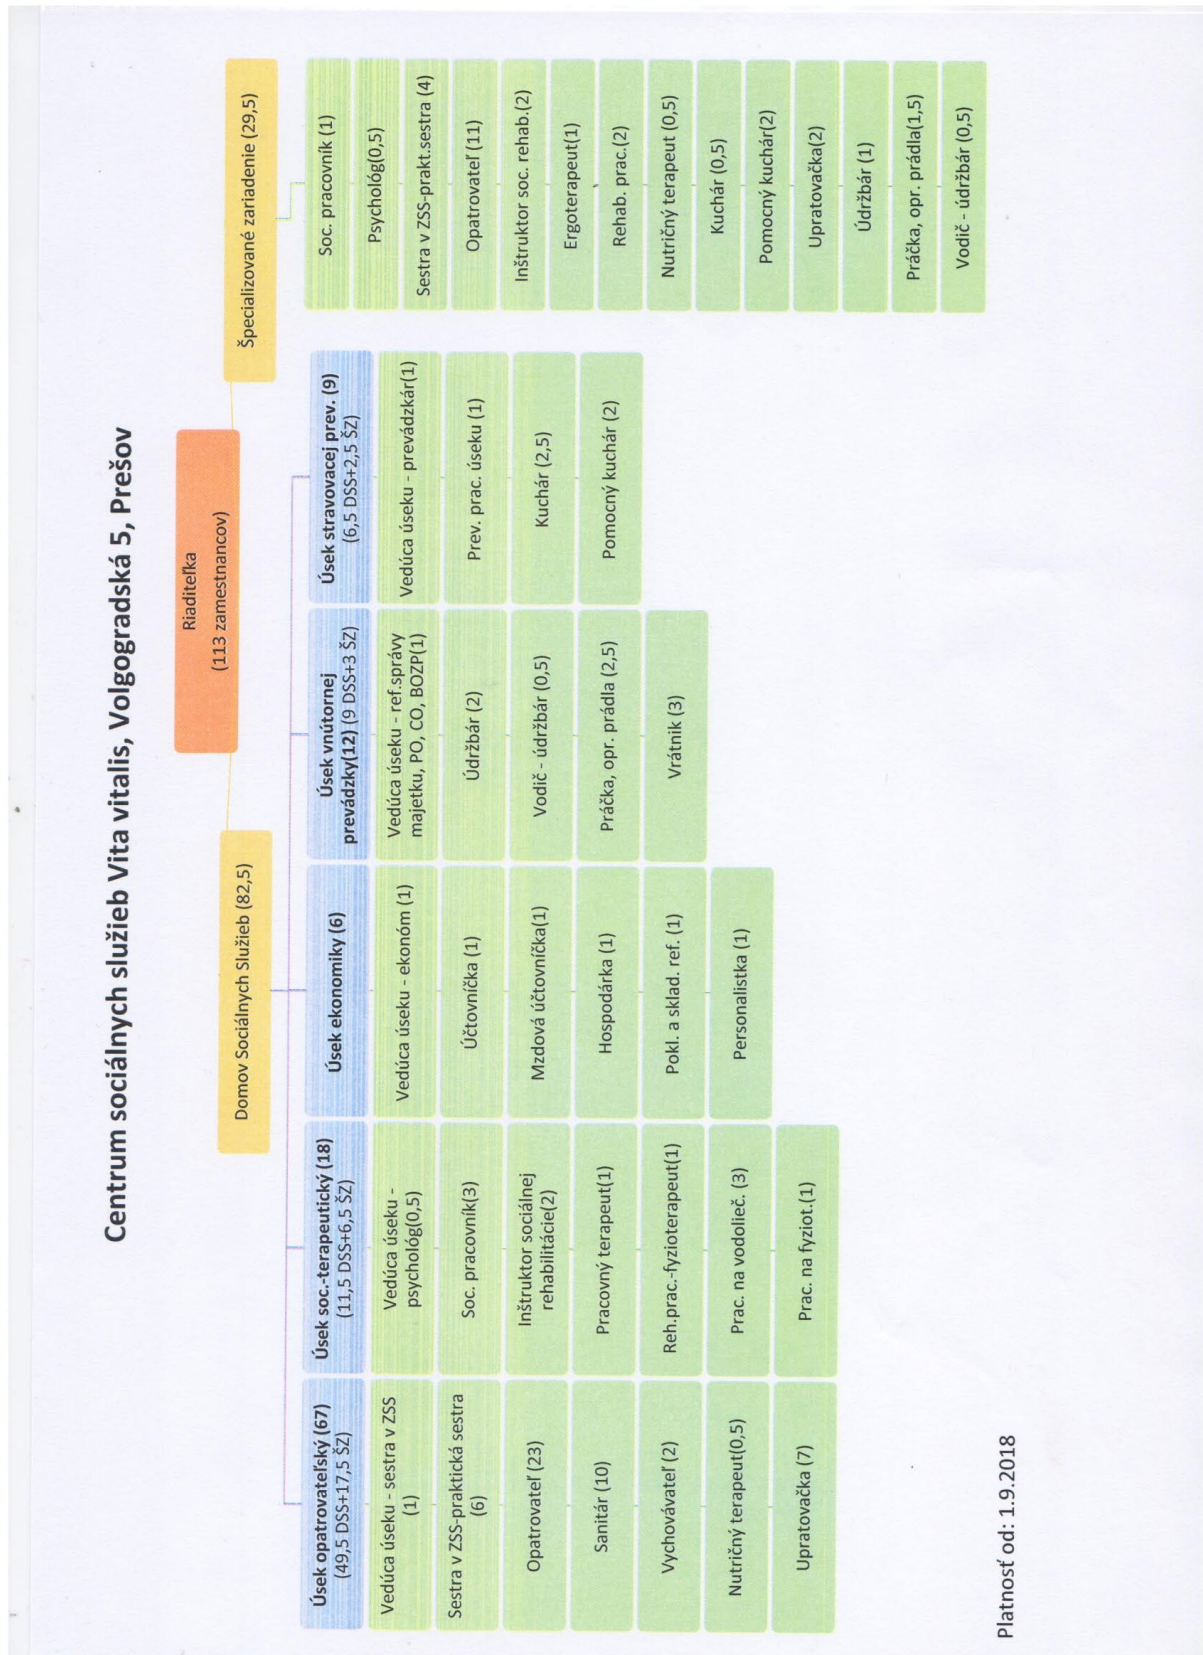 Centrum sociálnych služieb Vita vitalis, Volgogradská 5, Prešov
Riaditeľka
(113 zamestnancov)
Domov Sociálnych Služieb (82,5)
Špecializované zariadenie (29,5)
Úsek opatrovateľský (67)
(49,5 DSS+17,5 ŠZ)
Vedúca úseku - sestra v ZSS
(1)
Sestra v ZSS-praktická sestra
(6)
Opatrovateľ (23)
Sanitár (10)
Vychovávateľ (2)
Nutričný terapeut(0,5)
Upratovačka (7)
Úsek soc.-terapeutický (18)
(11,5 DSS+6,5 ŠZ)
Vedúca úseku -
psychológ(0,5)
Soc. pracovník(3)
Inštruktor sociálnej
rehabilitácie(2)
Pracovný terapeut(1)
Reh.prac.-fyzioterapeut(1)
Prac. na vodolieč. (3)
Prac. na fyziot.(1)
Úsek ekonomiky (6)
Vedúca úseku - ekonóm (1)
Účtovníčka (1)
Mzdová účtovníčka(1)
Hospodárka (1)
Pokl. a sklad. ref. (1)
Personalistka (1)
Úsek vnútornej
prevádzky(12) (9 DSS+3 ŠZ)
Vedúca úseku - ref.správy
majetku, PO, CO, BOZP(1)
Údržbár (2)
Vodič - údržbár (0,5)
Práčka, opr. prádla (2,5)
Vrátnik (3)
Úsek stravovacej prev. (9)
(6,5 DSS+2,5 ŠZ)
Vedúca úseku - prevádzkár(1)
Prev. prac. úseku (1)
Kuchár (2,5)
Pomocný kuchár (2)
Soc. pracovník (1)
Psychológ(0,5)
Sestra v ZSS-prakt.sestra (4)
Opatrovateľ (11)
Inštruktor soc. rehab.(2)
Ergoterapeut(1)
Rehab. prac.(2)
Nutričný terapeut (0,5)
Kuchár (0,5)
Pomocný kuchár(2)
Upratovačka(2)
Údržbár (1)
Práčka, opr. prádla(1,5)
Vodič - údržbár (0,5)
Platnosť od: 1.9.2018